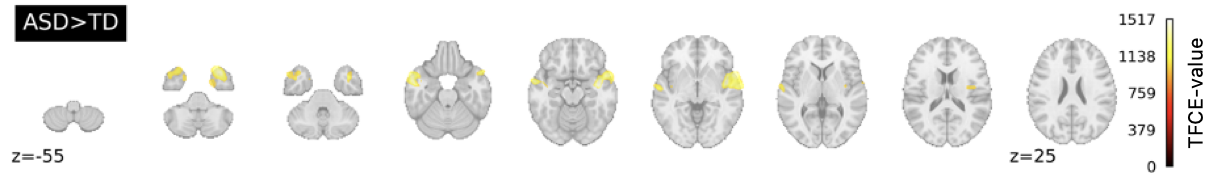 ASD>TD
z=-55
z=25
1517
1138
759
379
0
TFCE-value